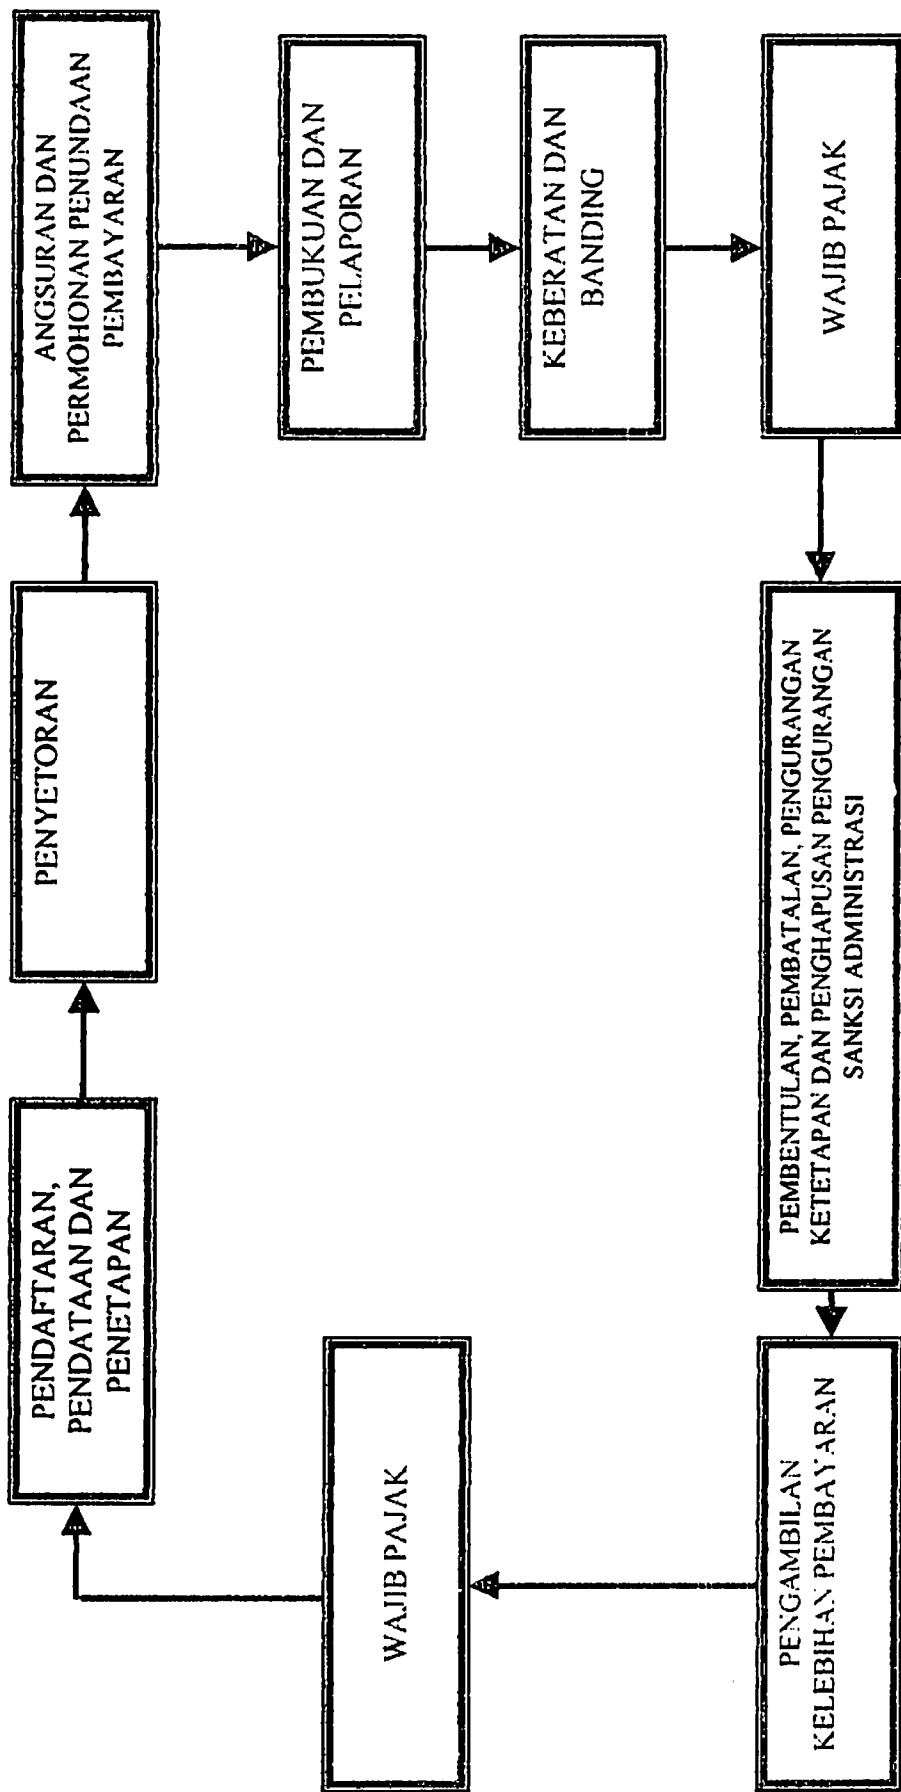 WAJIB PAJAK
PENDAFTARAN,
PENDATAAN DAN
PENETAPAN
PENYETORAN
ANGSURAN DAN
PERMOHONAN PENUNDAAN
PEMBAYARAN
PEMBUKUAN DAN
PELAPORAN
KEBERATAN DAN
BANDING
WAJIB PAJAK
PEMBENTULAN, PEMBATALAN, PENGURANGAN
KETETAPAN DAN PENGHAPUSAN PENGURANGAN
SANKSI ADMINISTRASI
PENGAMBILAN
KELEBIHAN PEMBAYARAN